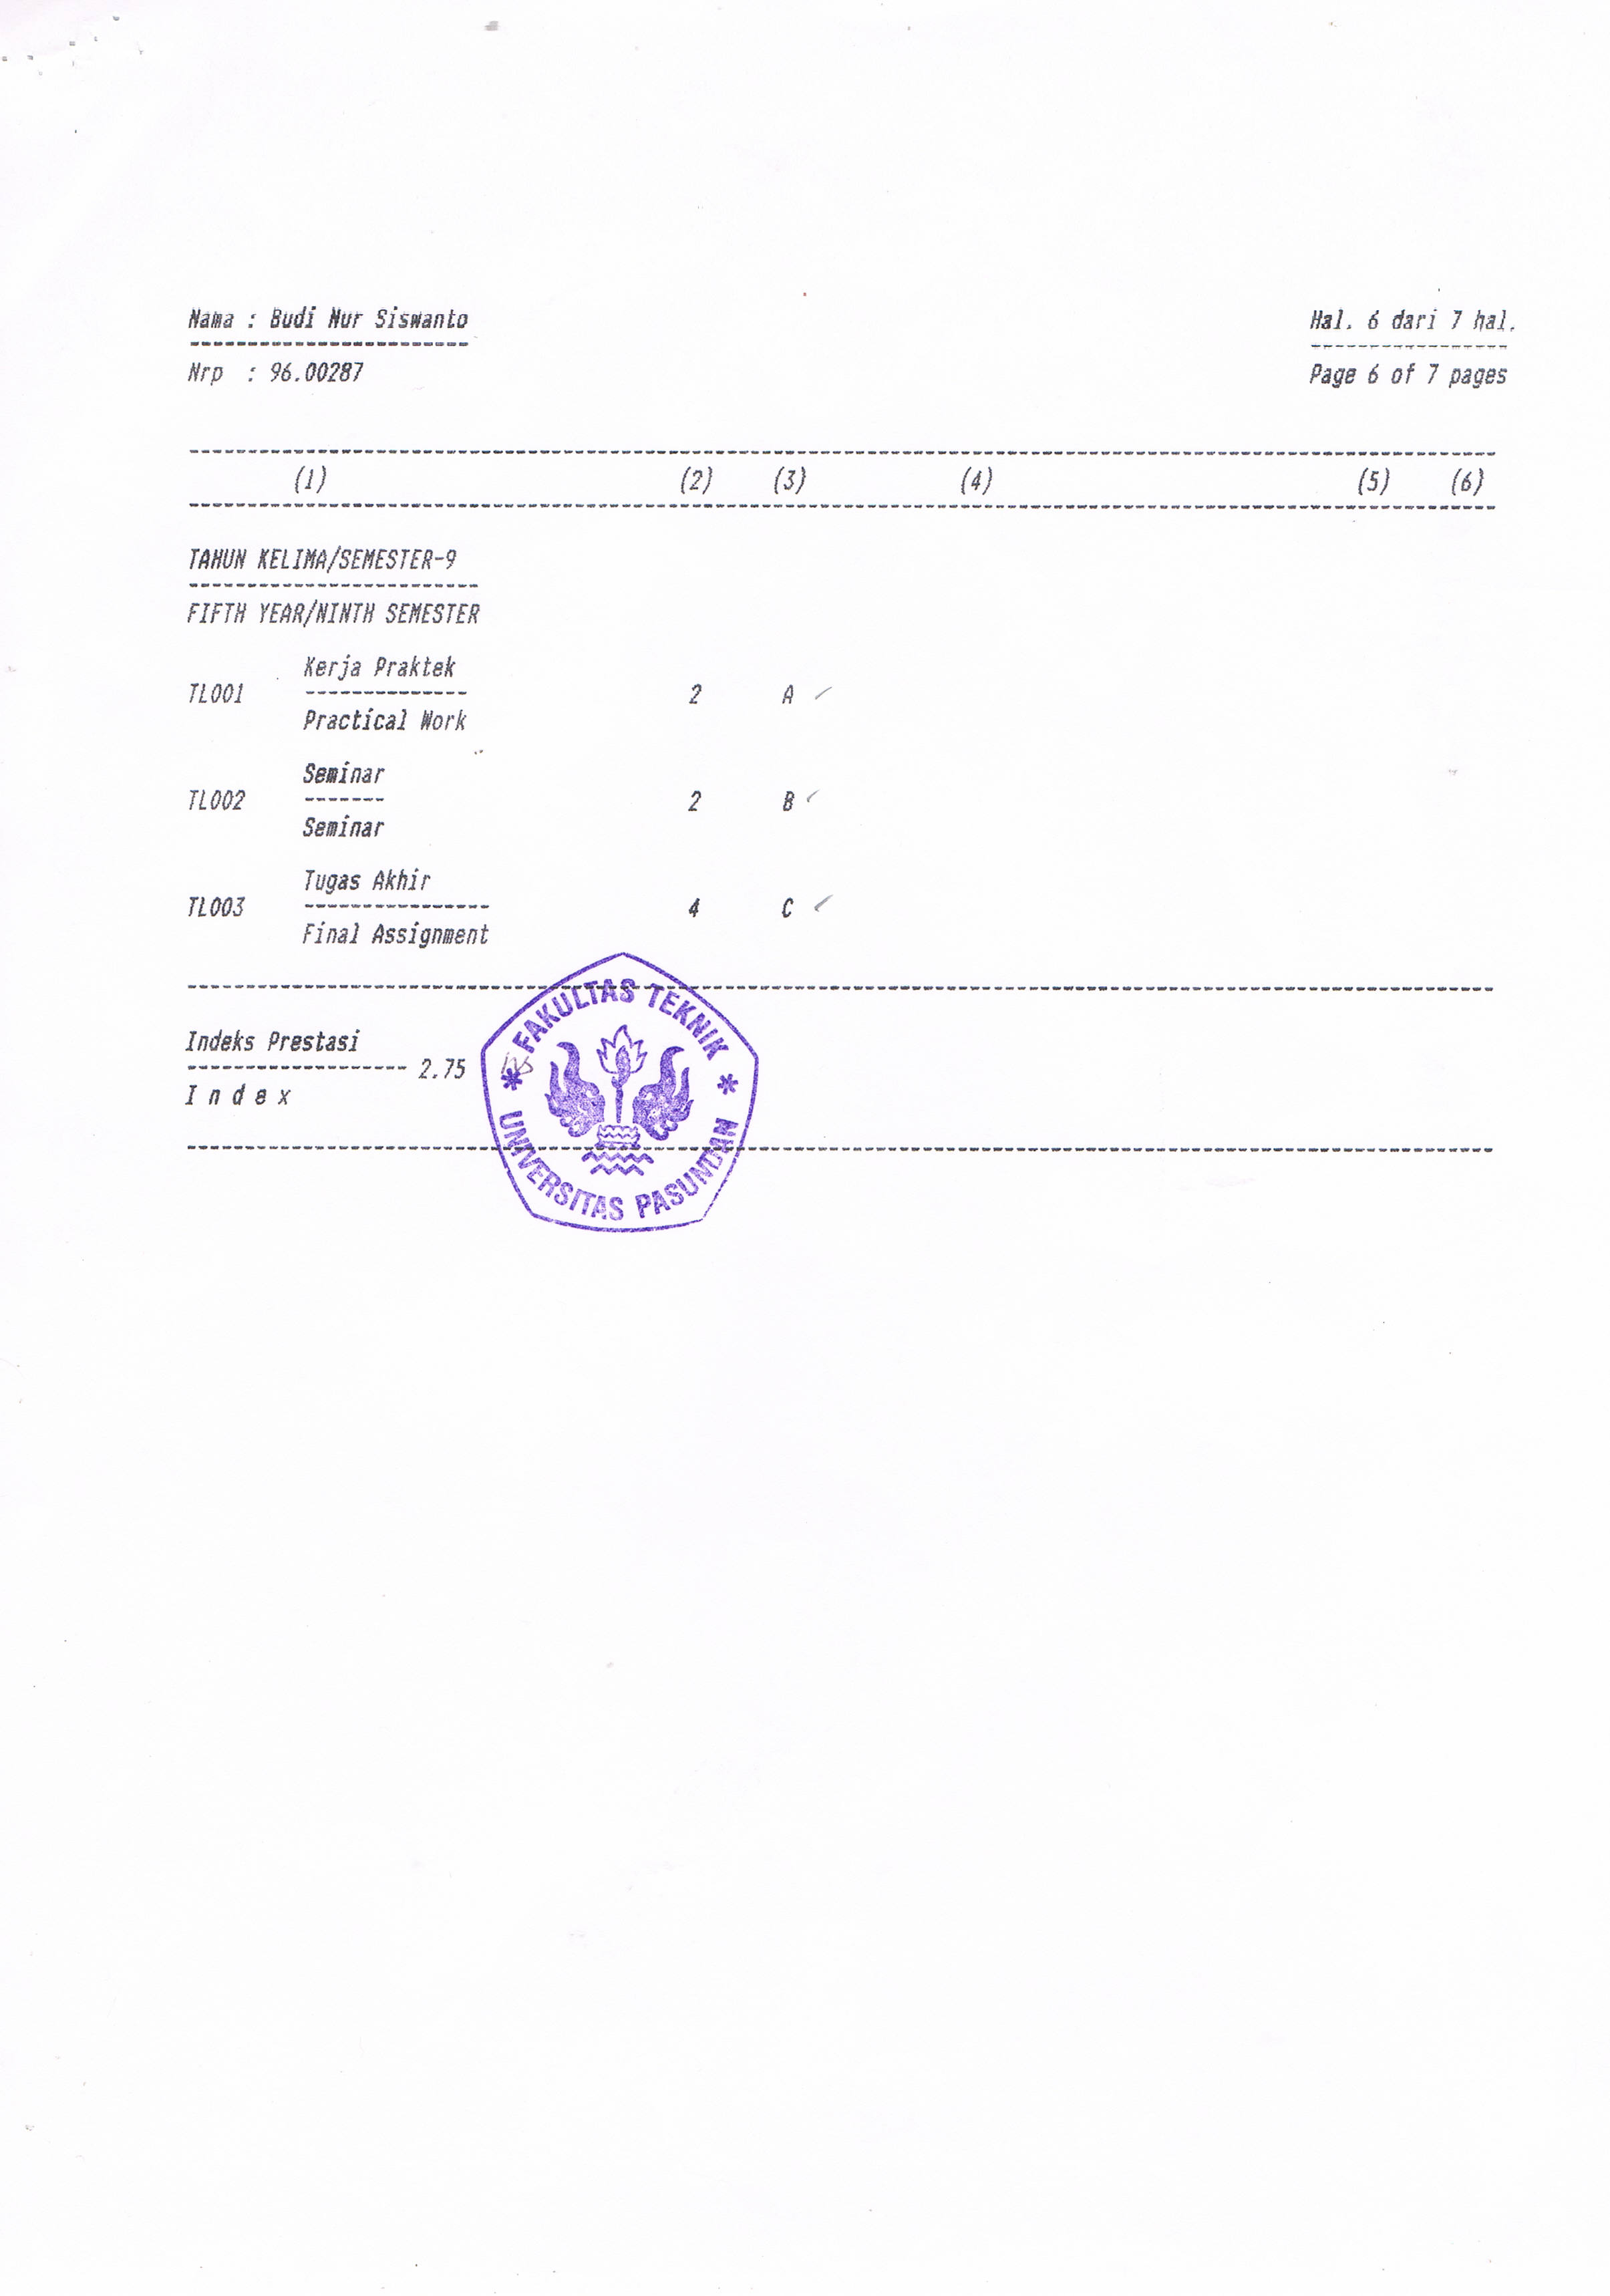 Nama : Budi Nur Siswanto
Hal. 6 dari 7 hal.
Nrp : 96.00287
Page 6 of 7 pages
(1) (2) (3) (4) (5) (6)
TAHUN KELIMA/SEMESTER-9
FIFTH YEAR/NINTH SEMESTER
Kerja Praktek
TL001 2 A
Practical Work
Seminar
TL002 2 B
Seminar
Tugas Akhir
TL003 4 C
Final Assignment
FAKULTAS TEKNIK
UNIVERSITAS PASUNDAN
Indeks Prestasi
2.75
I n d e x